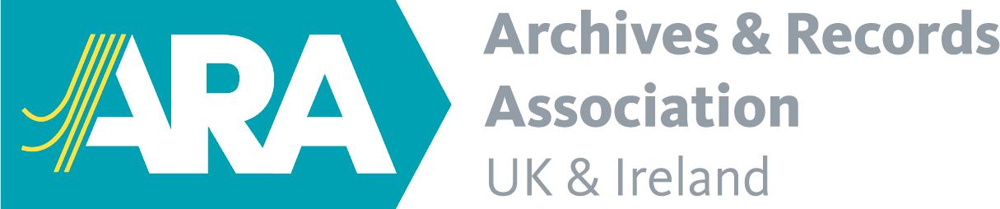 ARA
Archives & Records
Association
UK & Ireland